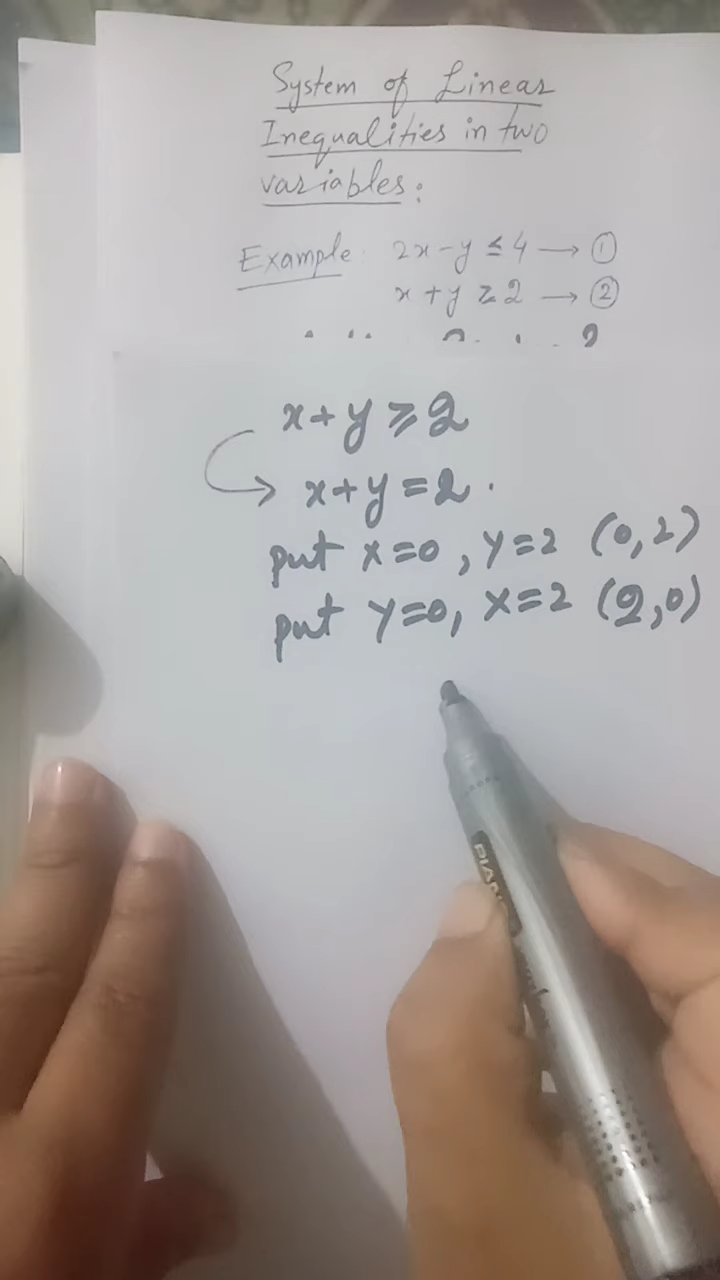 System of Linear
Inequalities in two
variables:
Example: 2x-y ≤ 4 → ①
x+y ≥ 2 → ②
x+y ≥ 2
x+y = 2.
put x=0, y=2 (0,2)
put y=0, x=2 (2,0)
PIANO